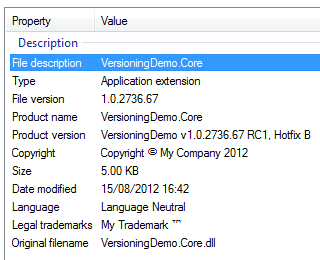 Property Value
Description
File description VersioningDemo.Core
Type Application extension
File version 1.0.2736.67
Product name VersioningDemo.Core
Product version VersioningDemo v1.0.2736.67 RC1, Hotfix B
Copyright Copyright © My Company 2012
Size 5.00 KB
Date modified 15/08/2012 16:42
Language Language Neutral
Legal trademarks My Trademark ™
Original filename VersioningDemo.Core.dll